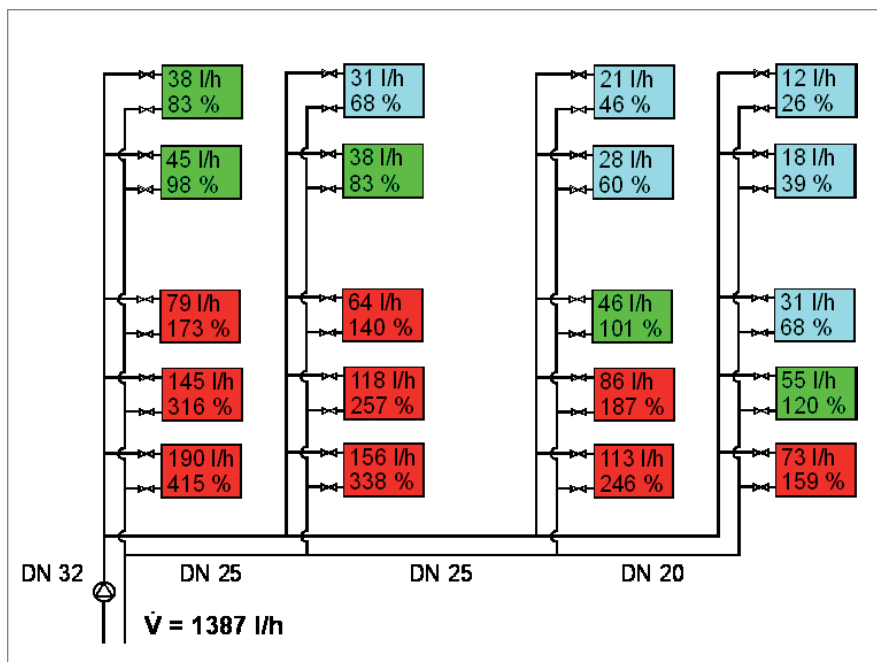 38 l/h
83 %
31 l/h
68 %
21 l/h
46 %
12 l/h
26 %
45 l/h
98 %
38 l/h
83 %
28 l/h
60 %
18 l/h
39 %
79 l/h
173 %
64 l/h
140 %
46 l/h
101 %
31 l/h
68 %
145 l/h
316 %
118 l/h
257 %
86 l/h
187 %
55 l/h
120 %
190 l/h
415 %
156 l/h
338 %
113 l/h
246 %
73 l/h
159 %
DN 32
DN 25
DN 25
DN 20
V̇ = 1387 l/h